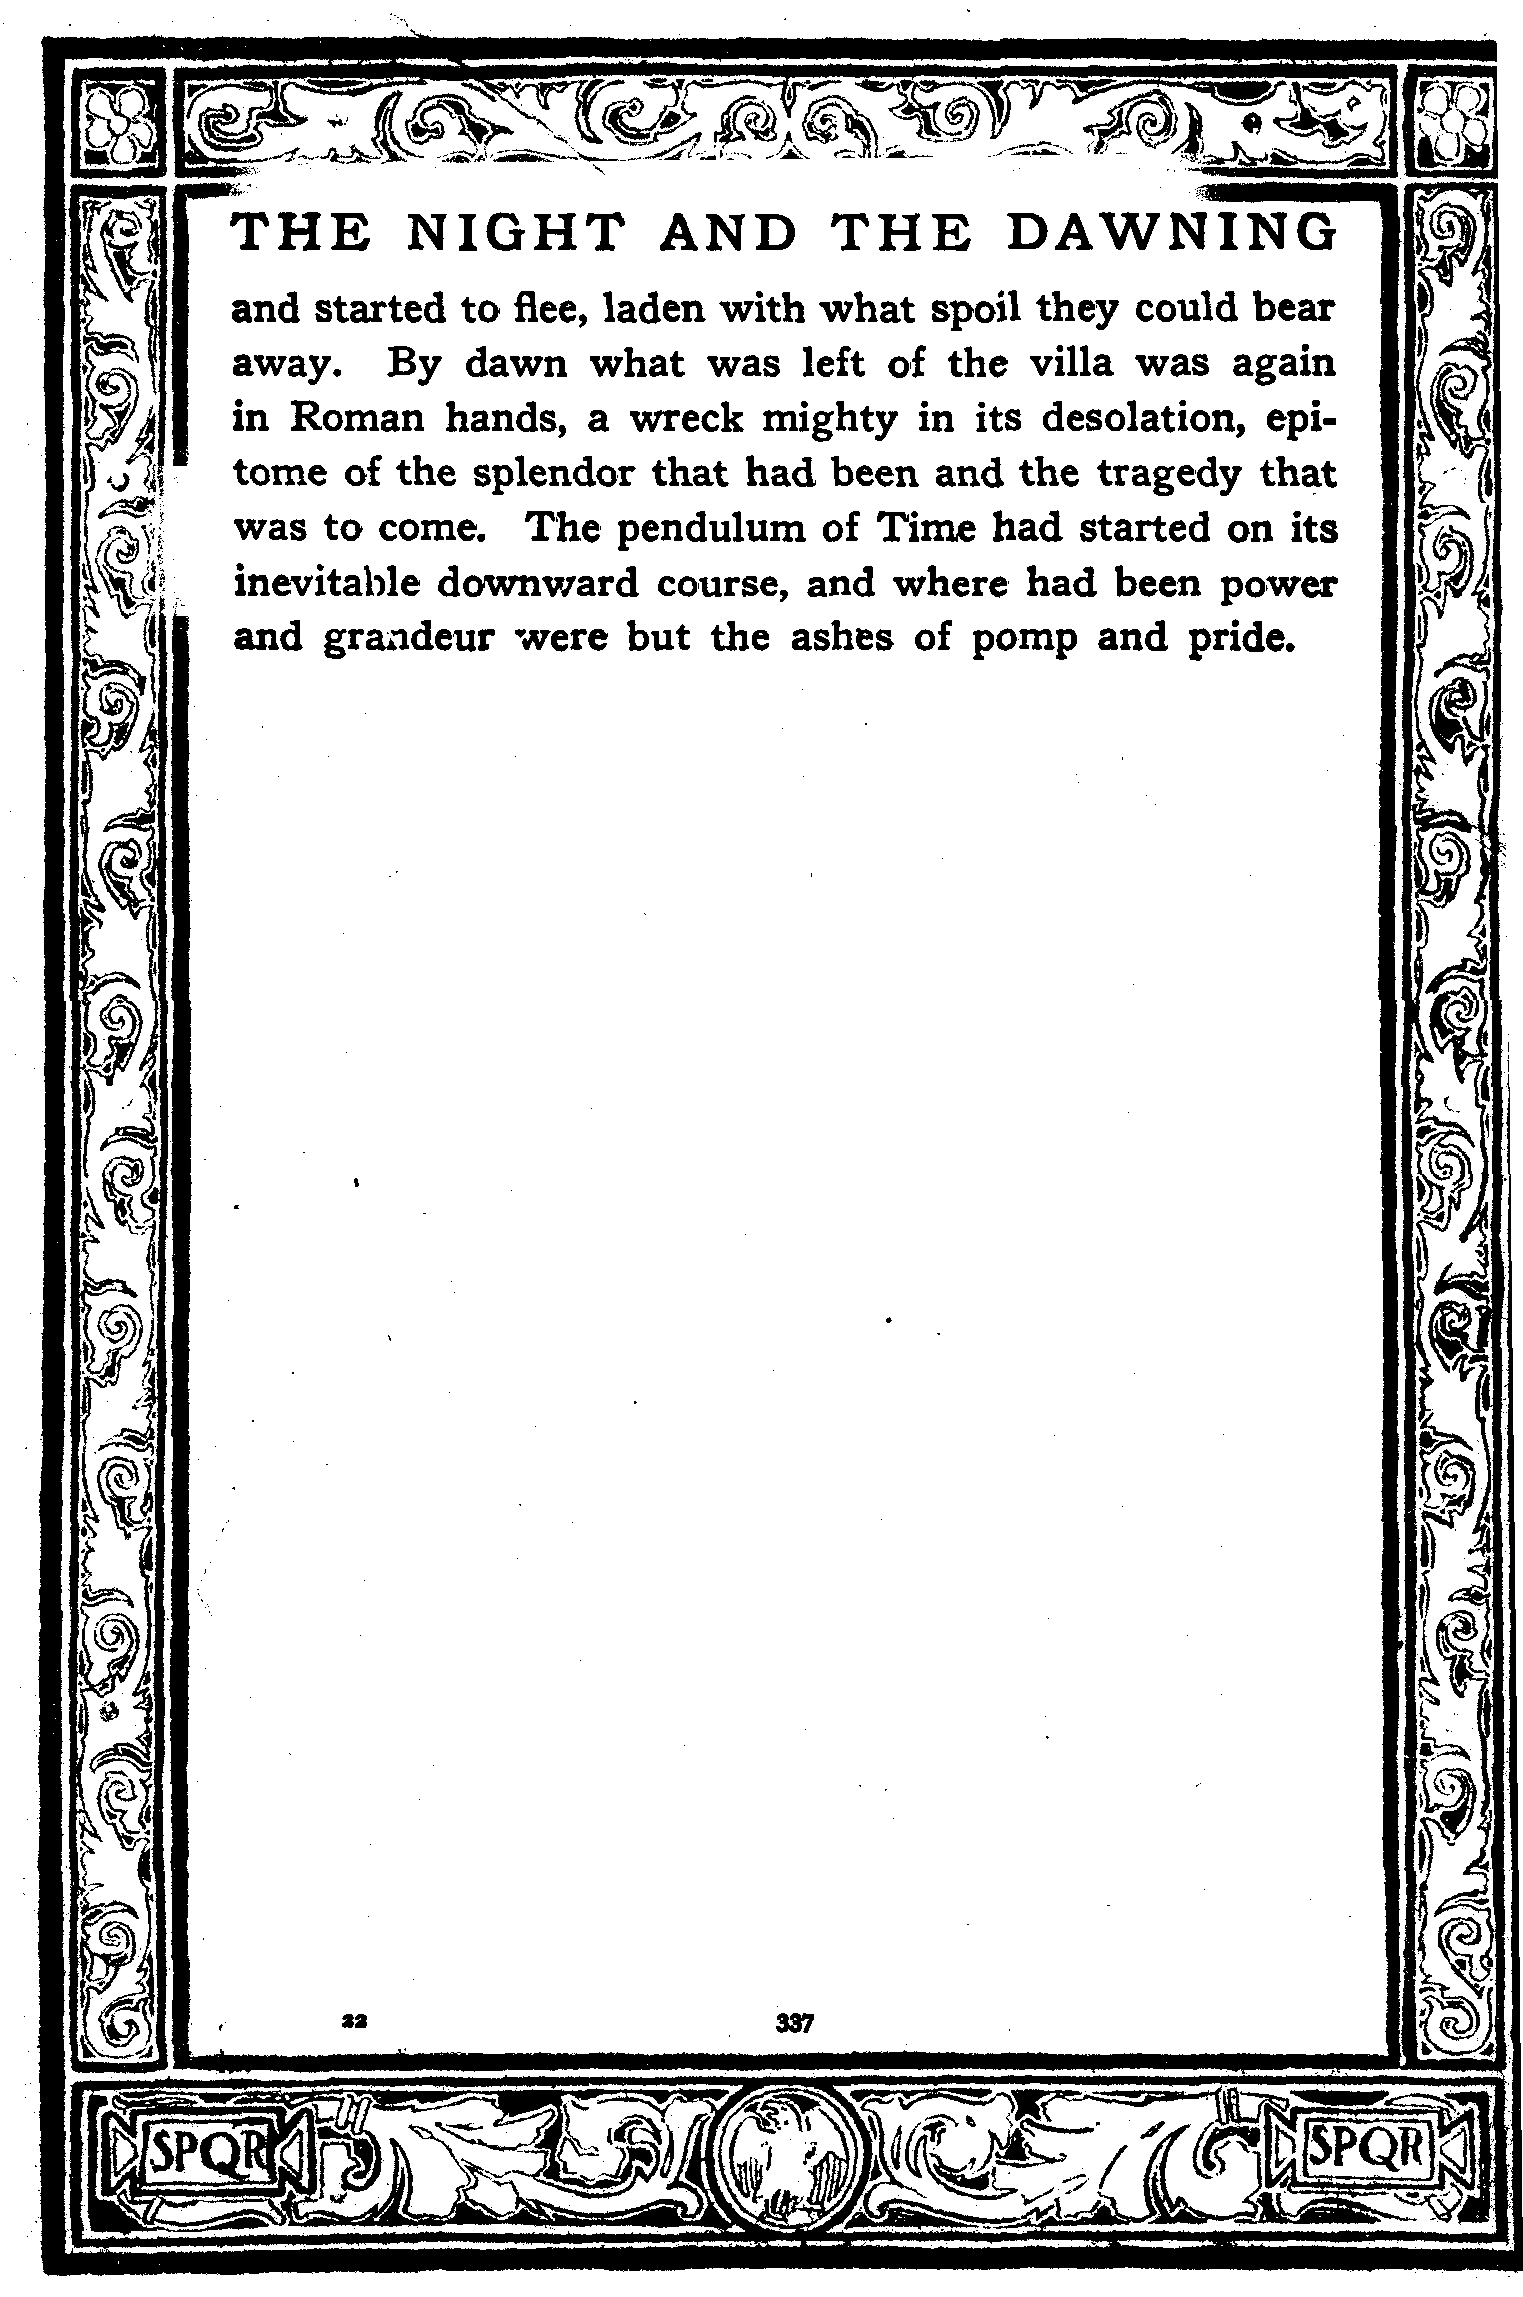 THE NIGHT AND THE DAWNING
and started to flee, laden with what spoil they could bear
away. By dawn what was left of the villa was again
in Roman hands, a wreck mighty in its desolation, epi-
tome of the splendor that had been and the tragedy that
was to come. The pendulum of Time had started on its
inevitable downward course, and where had been power
and grandeur were but the ashes of pomp and pride.
22 337
SPQR SPQR